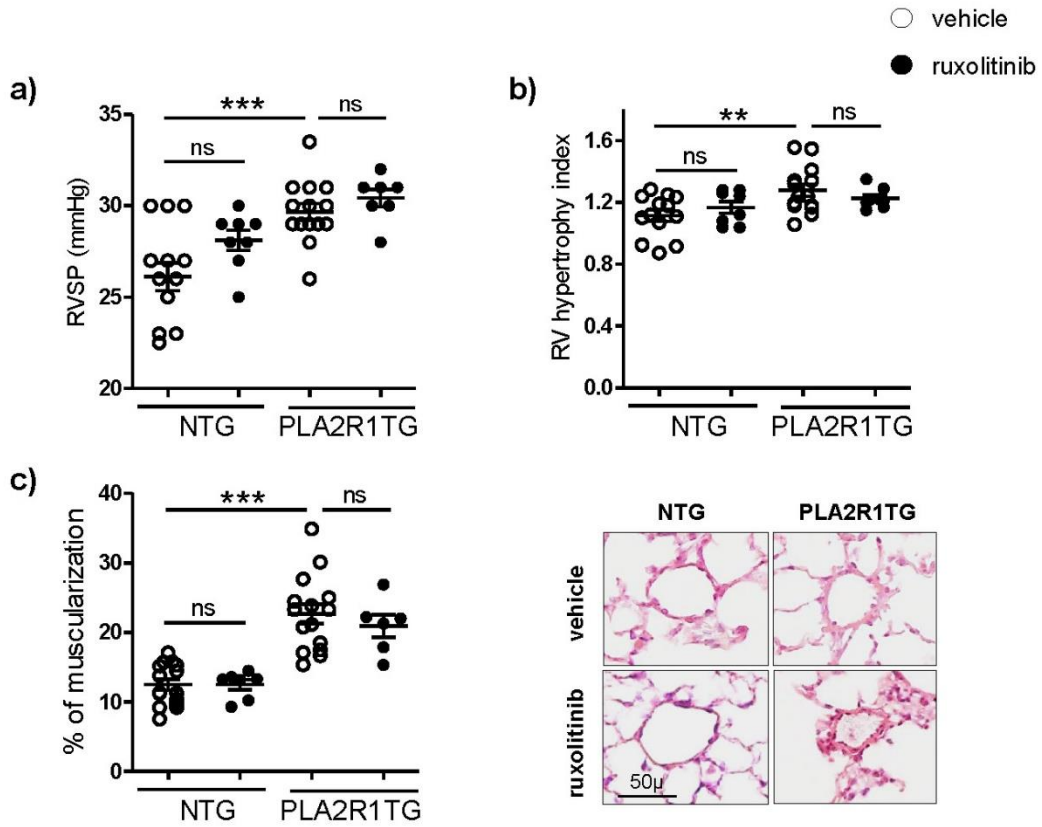 vehicle
ruxolitinib
a)
***
ns
ns
RVSP (mmHg)
35
30
25
20
NTG
PLA2R1TG
b)
**
ns
ns
RV hypertrophy index
1.6
1.2
0.8
0.4
0.0
NTG
PLA2R1TG
c)
***
ns
ns
% of muscularization
40
30
20
10
0
NTG
PLA2R1TG
NTG
PLA2R1TG
vehicle
ruxolitinib
50µ